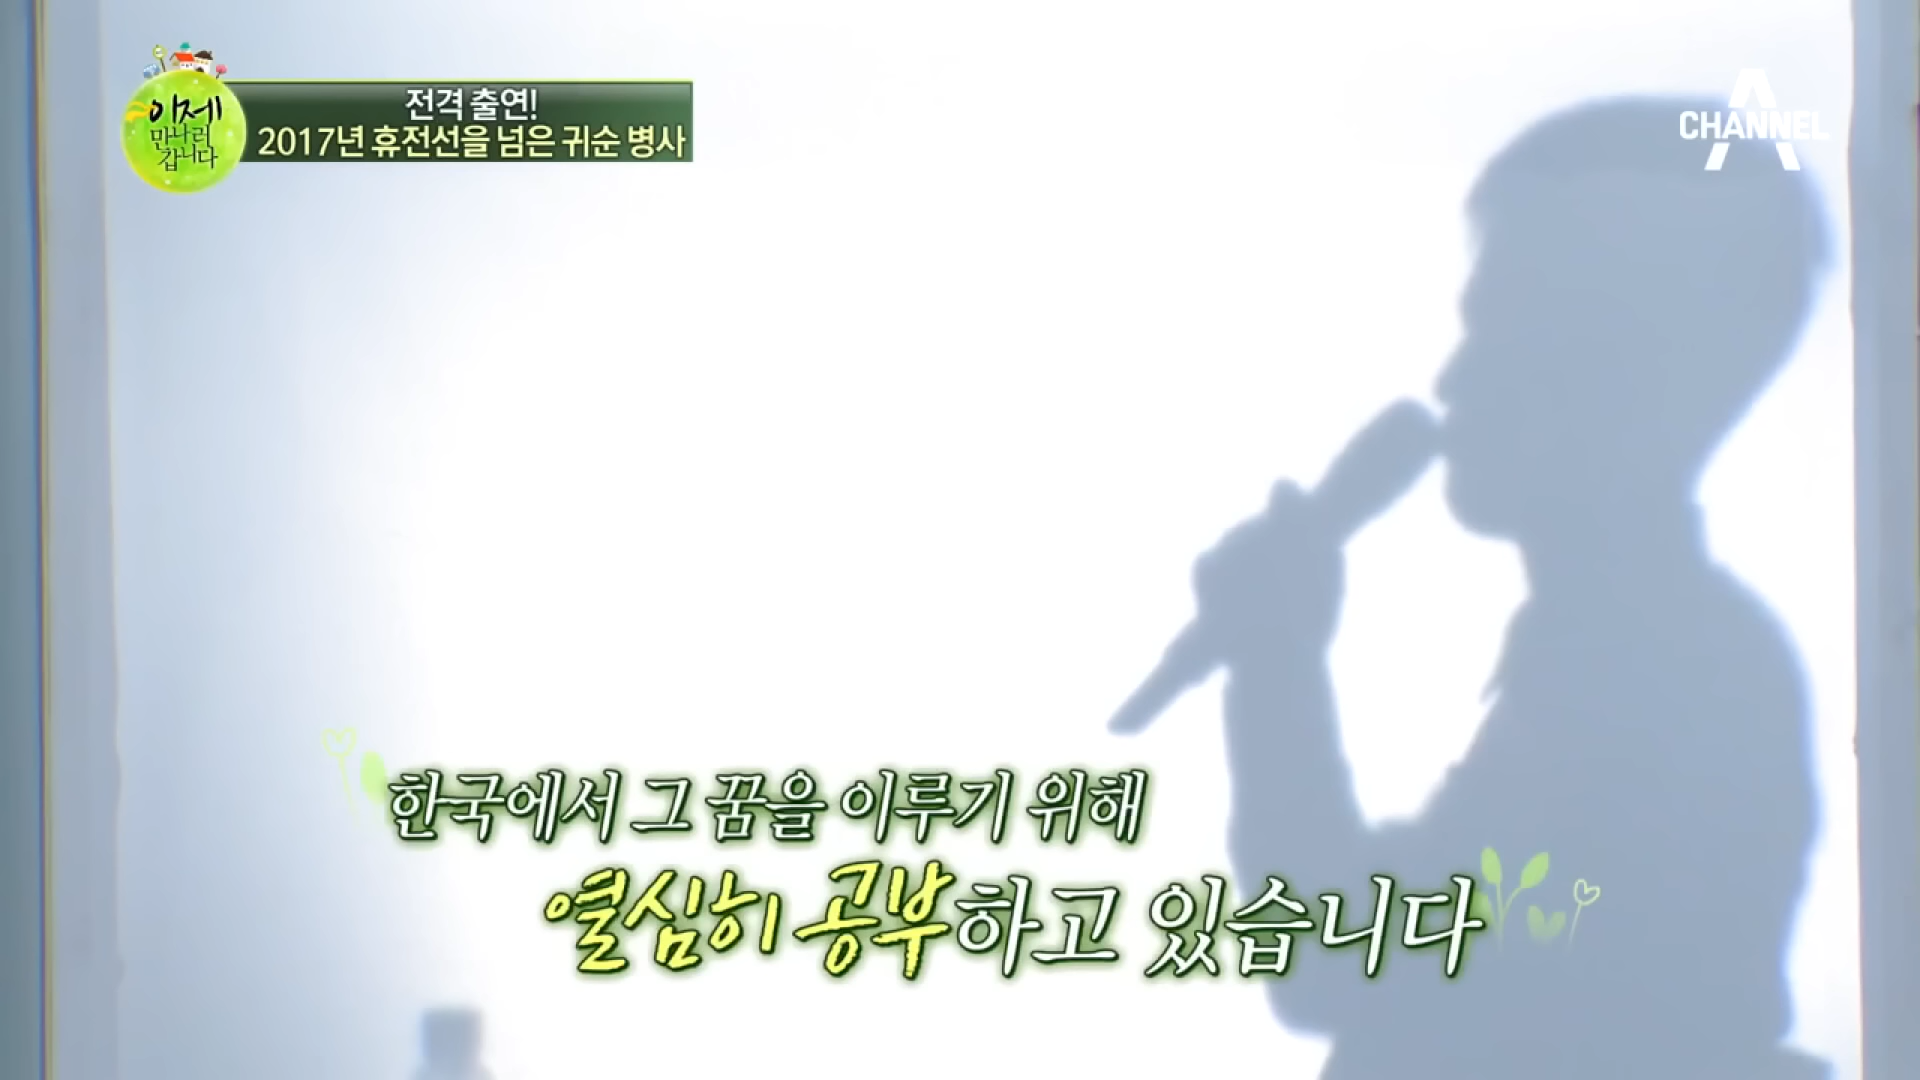 이제
만나러
갑니다
전격 출연!
2017년 휴전선을 넘은 귀순 병사
CHANNEL A
한국에서 그 꿈을 이루기 위해
열심히 공부하고 있습니다